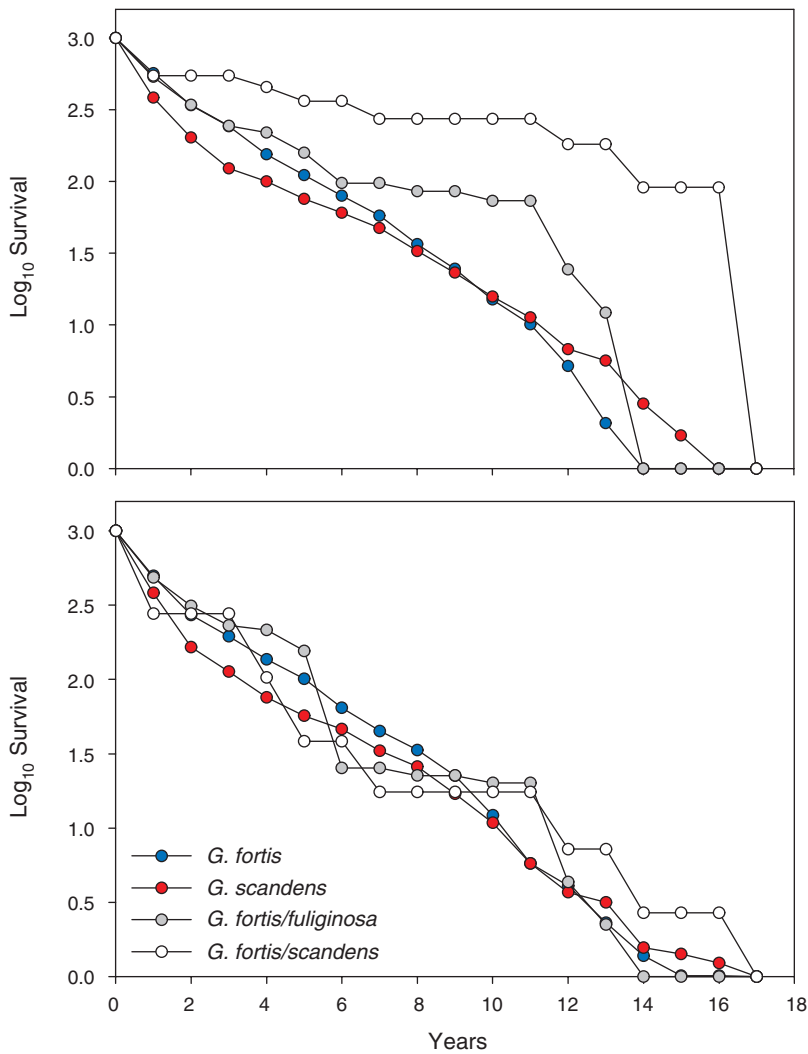 3.0
2.5
2.0
1.5
1.0
0.5
0.0
Log10 Survival
3.0
2.5
2.0
1.5
1.0
0.5
0.0
Log10 Survival
G. fortis
G. scandens
G. fortis/fuliginosa
G. fortis/scandens
0 2 4 6 8 10 12 14 16 18
Years